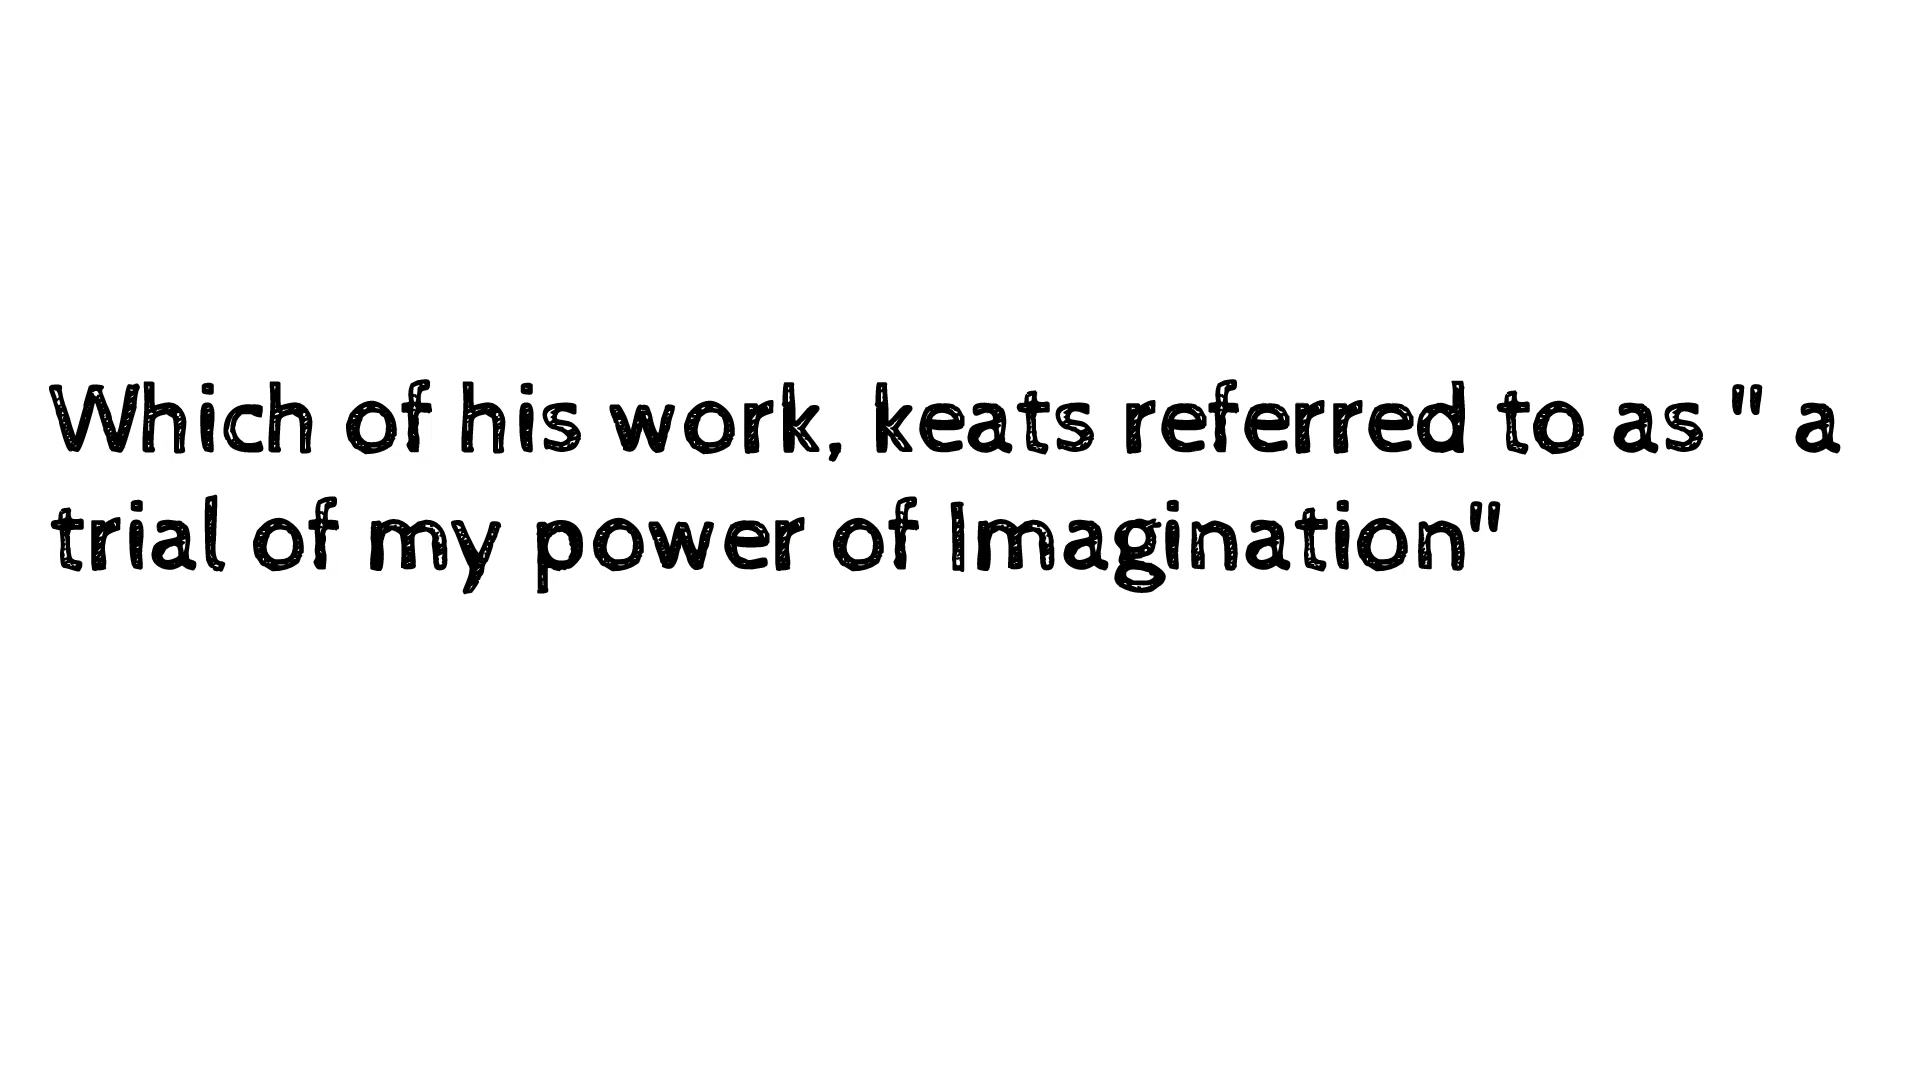 Which of his work, keats referred to as " a
trial of my power of Imagination"